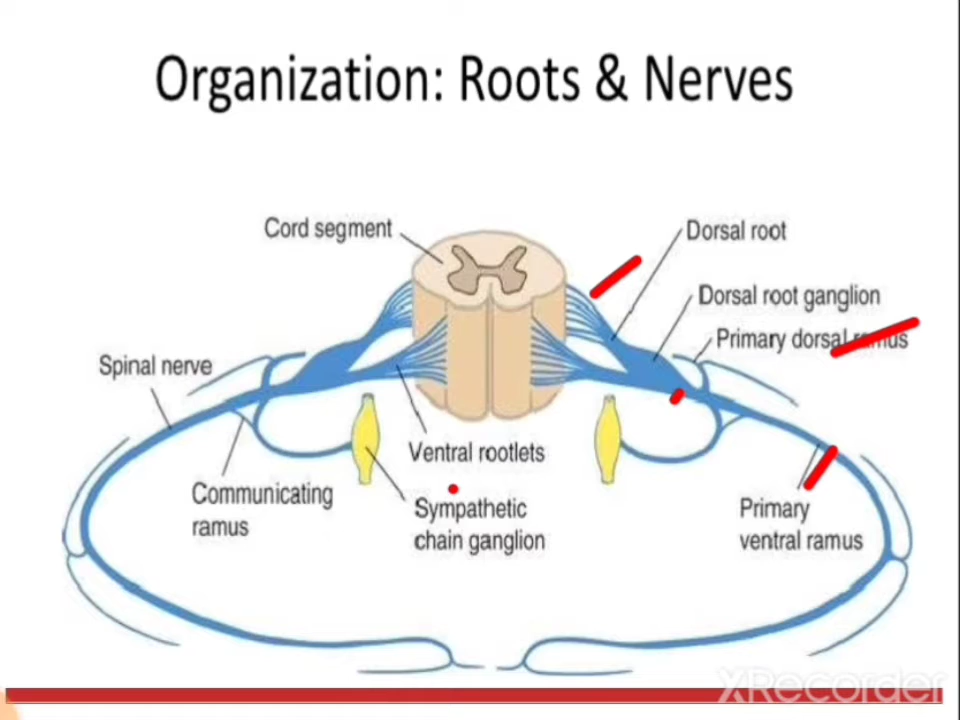 Organization: Roots & Nerves
Cord segment
Dorsal root
Dorsal root ganglion
Primary dorsal ramus
Spinal nerve
Ventral rootlets
Communicating
ramus
Sympathetic
chain ganglion
Primary
ventral ramus
XRecorder